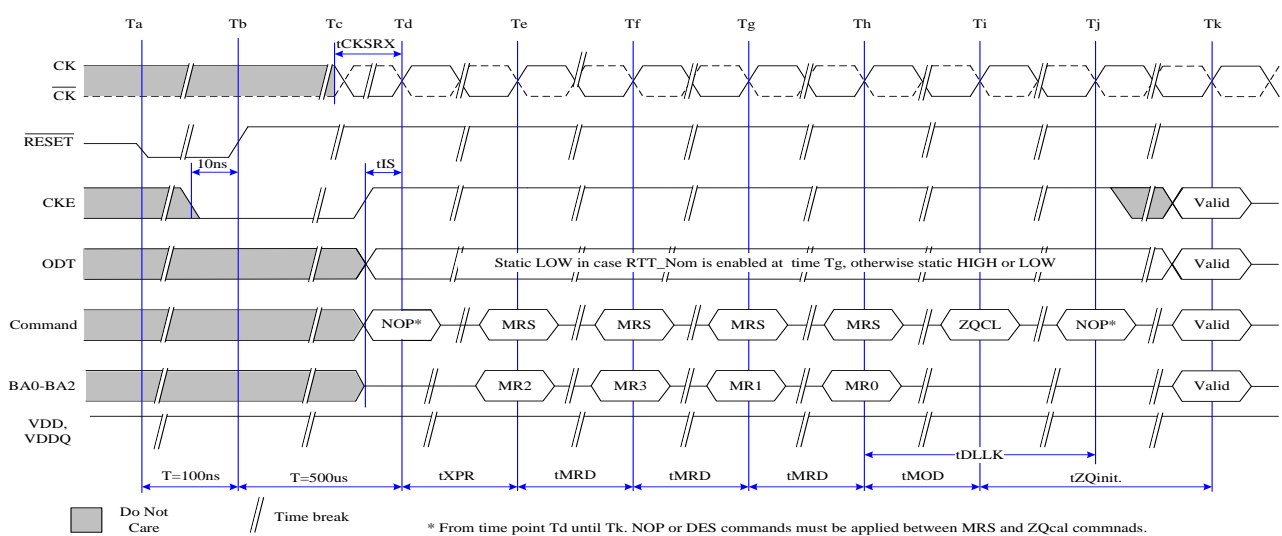 Ta Tb Tc Td Te Tf Tg Th Ti Tj Tk
tCKSRX
CK
CK
RESET
10ns tIS
CKE Valid
ODT Static LOW in case RTT_Nom is enabled at time Tg, otherwise static HIGH or LOW Valid
Command NOP* MRS MRS MRS MRS ZQCL NOP* Valid
BA0-BA2 MR2 MR3 MR1 MR0 Valid
VDD,
VDDQ
tDLLK
T=100ns T=500us tXPR tMRD tMRD tMRD tMOD tZQinit.
Do Not
Care
Time break
* From time point Td until Tk. NOP or DES commands must be applied between MRS and ZQcal commnads.